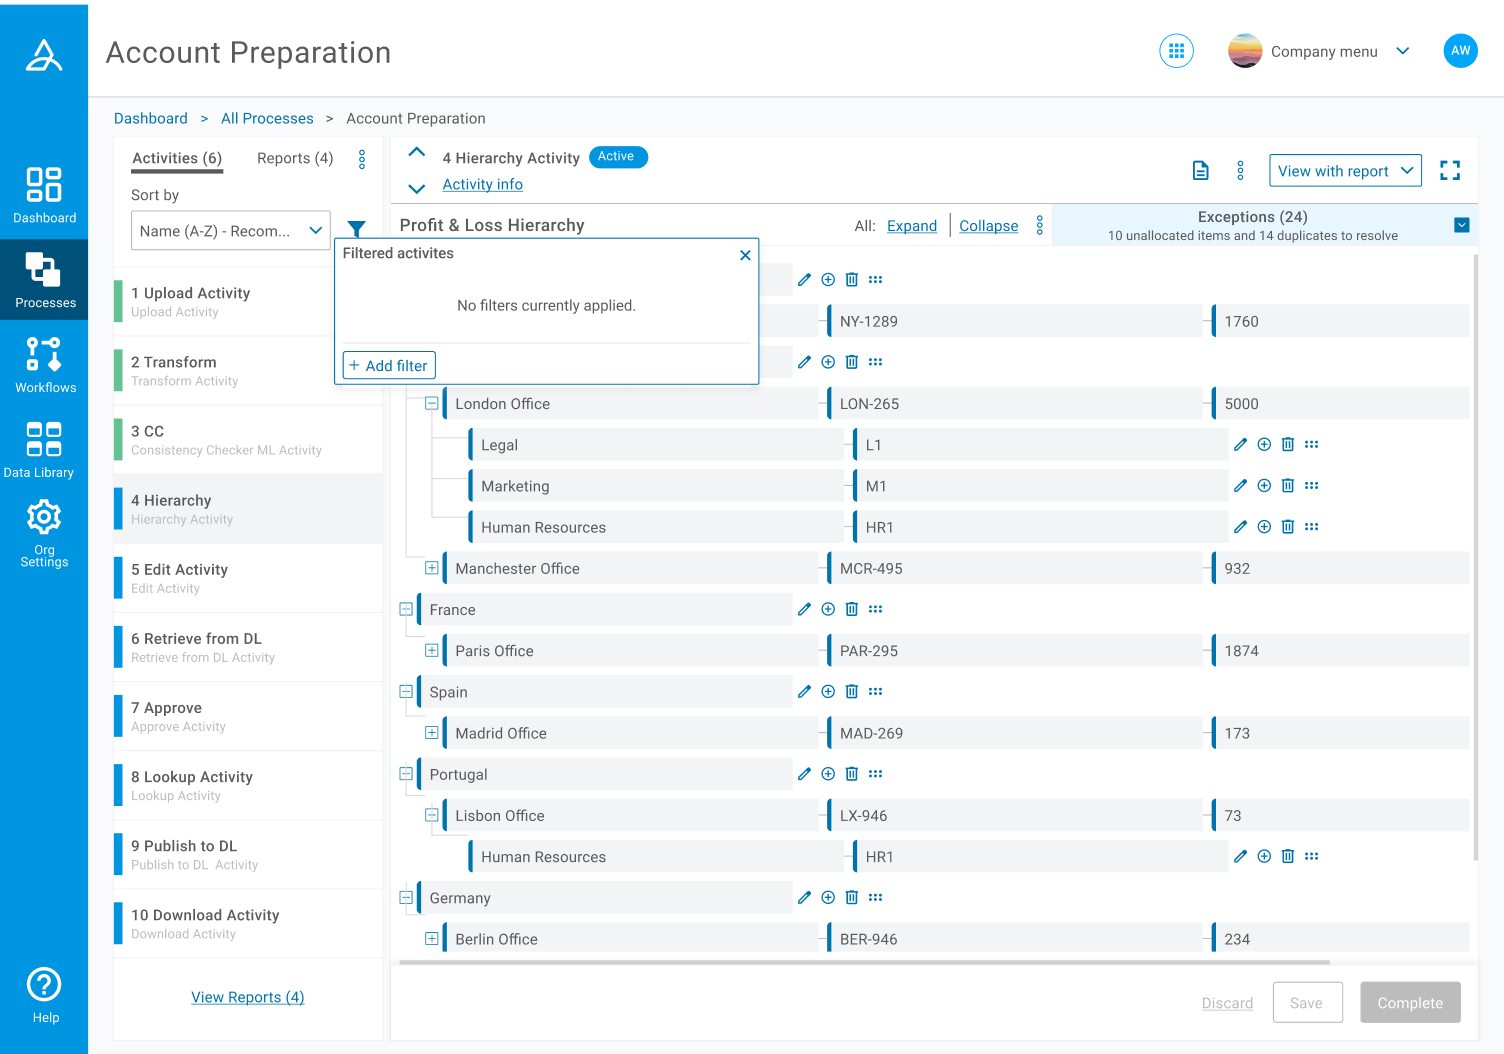 Account Preparation
Company menu
AW
Dashboard > All Processes > Account Preparation
Dashboard
Processes
Workflows
Data Library
Org
Settings
Help
Activities (6)
Reports (4)
Sort by
Name (A-Z) - Recom...
1 Upload Activity
Upload Activity
2 Transform
Transform Activity
3 CC
Consistency Checker ML Activity
4 Hierarchy
Hierarchy Activity
5 Edit Activity
Edit Activity
6 Retrieve from DL
Retrieve from DL Activity
7 Approve
Approve Activity
8 Lookup Activity
Lookup Activity
9 Publish to DL
Publish to DL Activity
10 Download Activity
Download Activity
View Reports (4)
4 Hierarchy Activity
Active
Activity info
View with report
Profit & Loss Hierarchy
All: Expand | Collapse
Exceptions (24)
10 unallocated items and 14 duplicates to resolve
Filtered activites
No filters currently applied.
+ Add filter
NY-1289 1760
London Office LON-265 5000
Legal L1
Marketing M1
Human Resources HR1
Manchester Office MCR-495 932
France
Paris Office PAR-295 1874
Spain
Madrid Office MAD-269 173
Portugal
Lisbon Office LX-946 73
Human Resources HR1
Germany
Berlin Office BER-946 234
Discard
Save
Complete